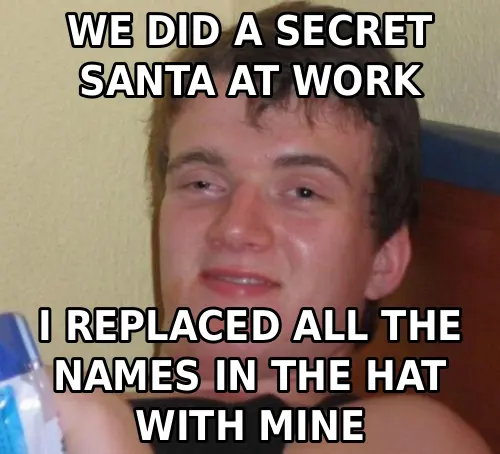 WE DID A SECRET
SANTA AT WORK
I REPLACED ALL THE
NAMES IN THE HAT
WITH MINE